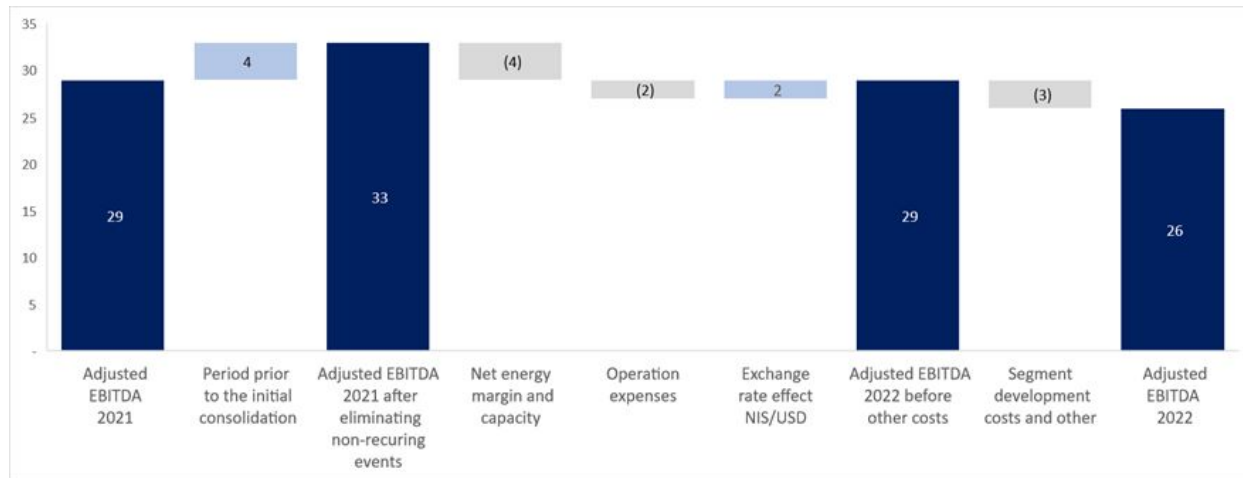 35
30
25
20
15
10
5
-
29
4
33
(4)
(2)
2
29
(3)
26
Adjusted
EBITDA
2021
Period prior
to the initial
consolidation
Adjusted EBITDA
2021 after
eliminating
non-recuring
events
Net energy
margin and
capacity
Operation
expenses
Exchange
rate effect
NIS/USD
Adjusted EBITDA
2022 before
other costs
Segment
development
costs and other
Adjusted
EBITDA
2022